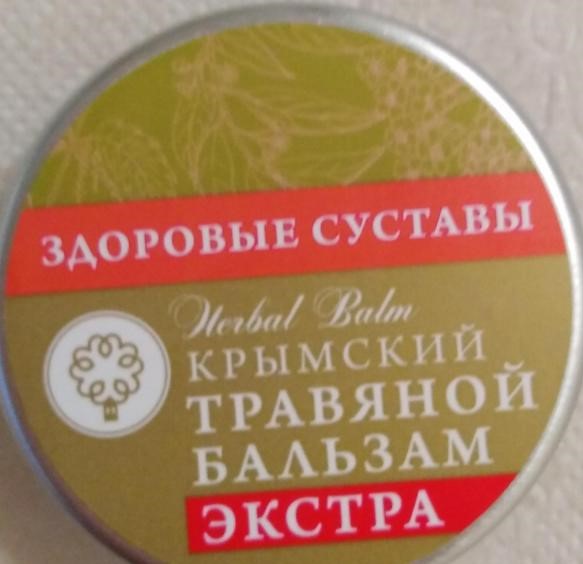 ЗДОРОВЫЕ СУСТАВЫ
Herbal Balm
КРЫМСКИЙ
ТРАВЯНОЙ
БАЛЬЗАМ
ЭКСТРА